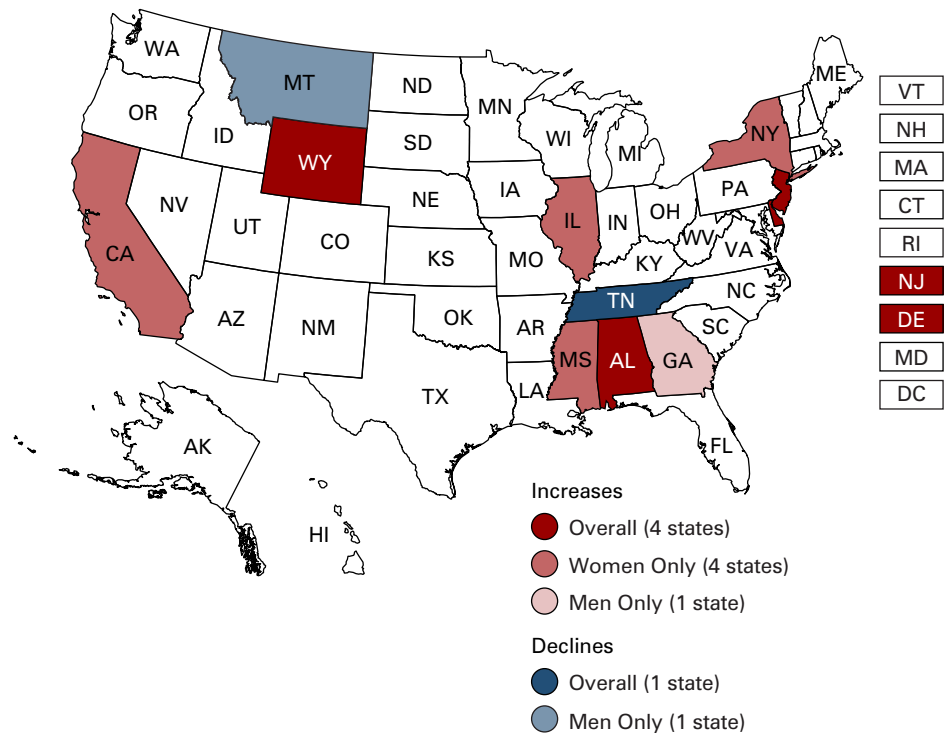 WA
MT
ND
MN
ME
VT
OR
ID
WY
SD
WI
MI
NY
NH
MA
CA
NV
UT
CO
NE
IA
IL
IN
OH
PA
CT
KS
MO
KY
WV
VA
RI
AZ
NM
OK
AR
TN
NC
NJ
TX
LA
MS
AL
GA
SC
DE
MD
DC
AK
HI
FL
Increases
Overall (4 states)
Women Only (4 states)
Men Only (1 state)
Declines
Overall (1 state)
Men Only (1 state)